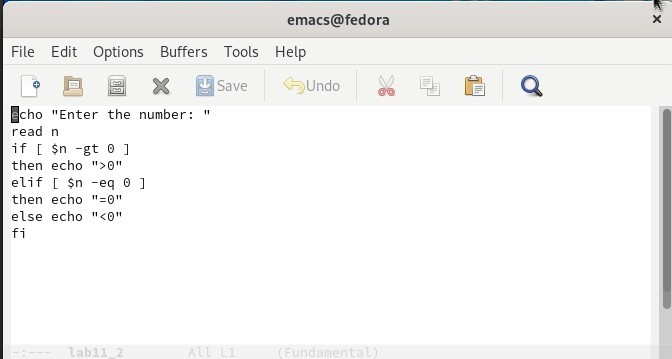 emacs@fedora
File Edit Options Buffers Tools Help
Save Undo
echo "Enter the number: "
read n
if [ $n -gt 0 ]
then echo ">0"
elif [ $n -eq 0 ]
then echo "=0"
else echo "<0"
fi
-:--- lab11_2 All L1 (Fundamental)